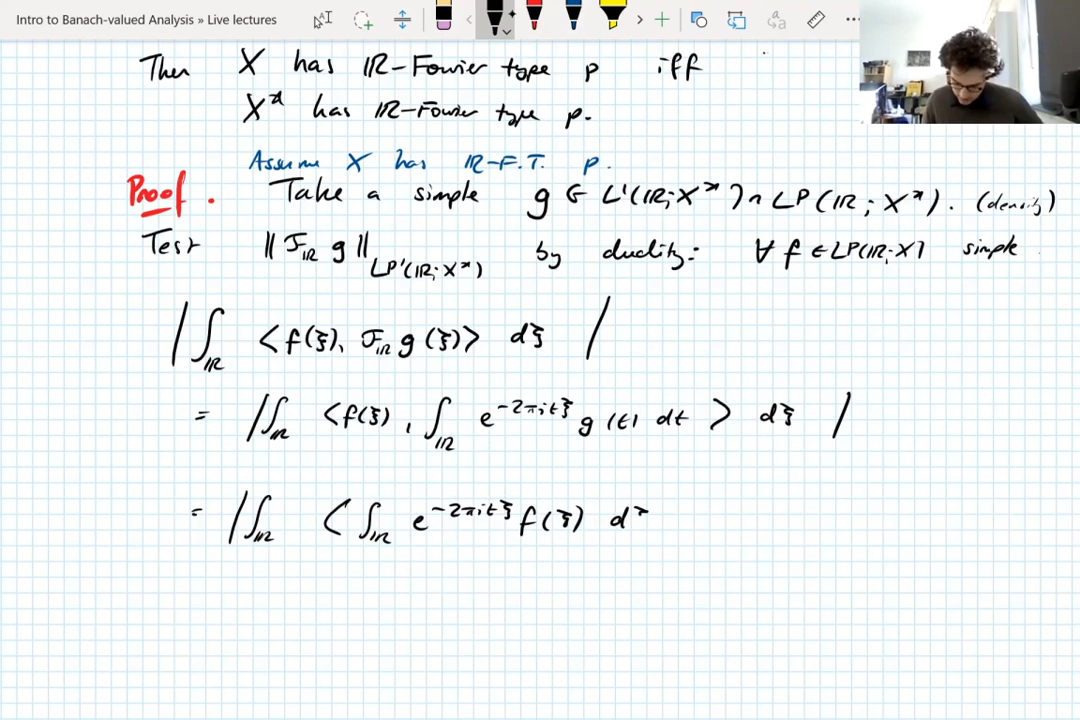 Intro to Banach-valued Analysis » Live lectures
Then X has ℝ-Fourier type p iff
X* has ℝ-Fourier type p.
Assume X has ℝ-F.T. p.
Proof. Take a simple g ∈ L¹(ℝ; X*) ∩ Lᵖ(ℝ; X*). (density)
Test ‖ℱ_ℝ g‖_{Lᵖ'(ℝ; X*)} by duality: ∀ f ∈ Lᵖ(ℝ; X) simple
| ∫_ℝ <f(ξ), ℱ_ℝ g(ξ)> dξ |
= | ∫_ℝ <f(ξ), ∫_ℝ e^{-2πitξ} g(t) dt > dξ |
= | ∫_ℝ < ∫_ℝ e^{-2πitξ} f(ξ) dξ